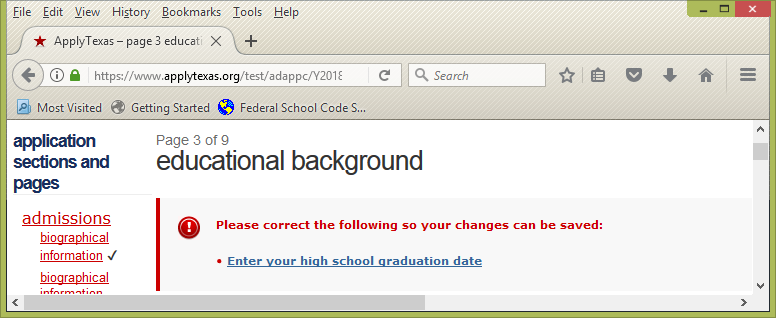 File Edit View History Bookmarks Tools Help
ApplyTexas – page 3 educati
https://www.applytexas.org/test/adappc/Y2018
Search
Most Visited Getting Started Federal School Code S...
application
sections and
pages
admissions
biographical
information ✓
biographical
information
Page 3 of 9
educational background
Please correct the following so your changes can be saved:
• Enter your high school graduation date